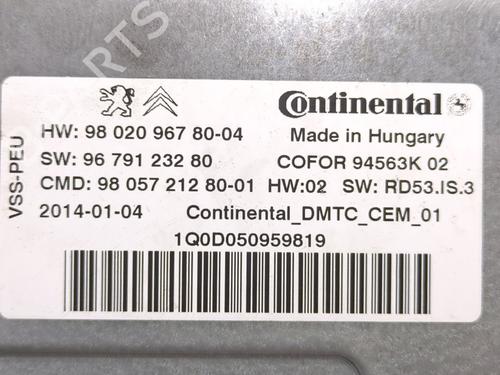 Continental
HW: 98 020 967 80-04 Made in Hungary
SW: 96 791 232 80 COFOR 94563K 02
CMD: 98 057 212 80-01 HW:02 SW: RD53.IS.3
2014-01-04 Continental_DMTC_CEM_01
1Q0D050959819
VSS-PEU
PARTS